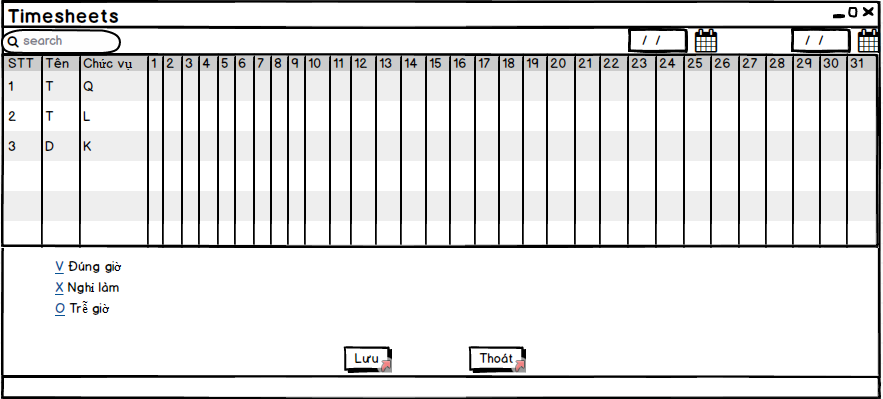 Timesheets
search / / / /
STT Tên Chức vụ 1 2 3 4 5 6 7 8 9 10 11 12 13 14 15 16 17 18 19 20 21 22 23 24 25 26 27 28 29 30 31
1 T Q
2 T L
3 D K
V Đúng giờ
X Nghỉ làm
O Trễ giờ
Lưu Thoát